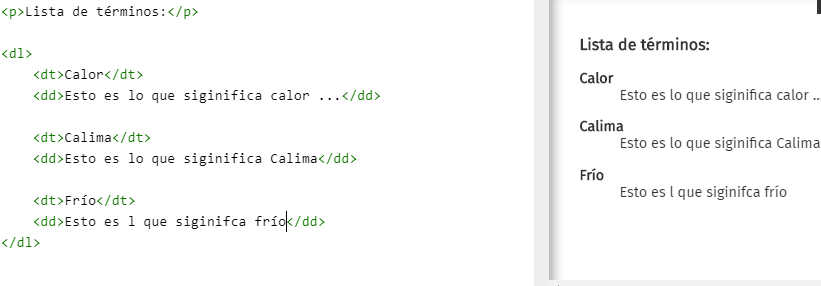 <p>Lista de términos:</p>
<dl>
<dt>Calor</dt>
<dd>Esto es lo que siginifica calor ...</dd>
<dt>Calima</dt>
<dd>Esto es lo que siginifica Calima</dd>
<dt>Frío</dt>
<dd>Esto es l que siginifca frío</dd>
</dl>
Lista de términos:
Calor
Esto es lo que siginifica calor ..
Calima
Esto es lo que siginifica Calima
Frío
Esto es l que siginifca frío